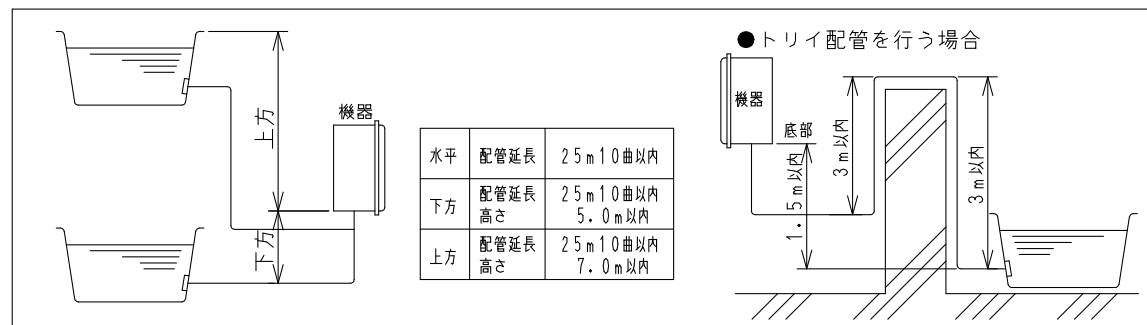 上方
下方
機器
水平 配管延長 25m10曲以内
下方 配管延長 25m10曲以内
高さ 5.0m以内
上方 配管延長 25m10曲以内
高さ 7.0m以内
●トリイ配管を行う場合
機器
底部
1.5m以内
3m以内
3m以内